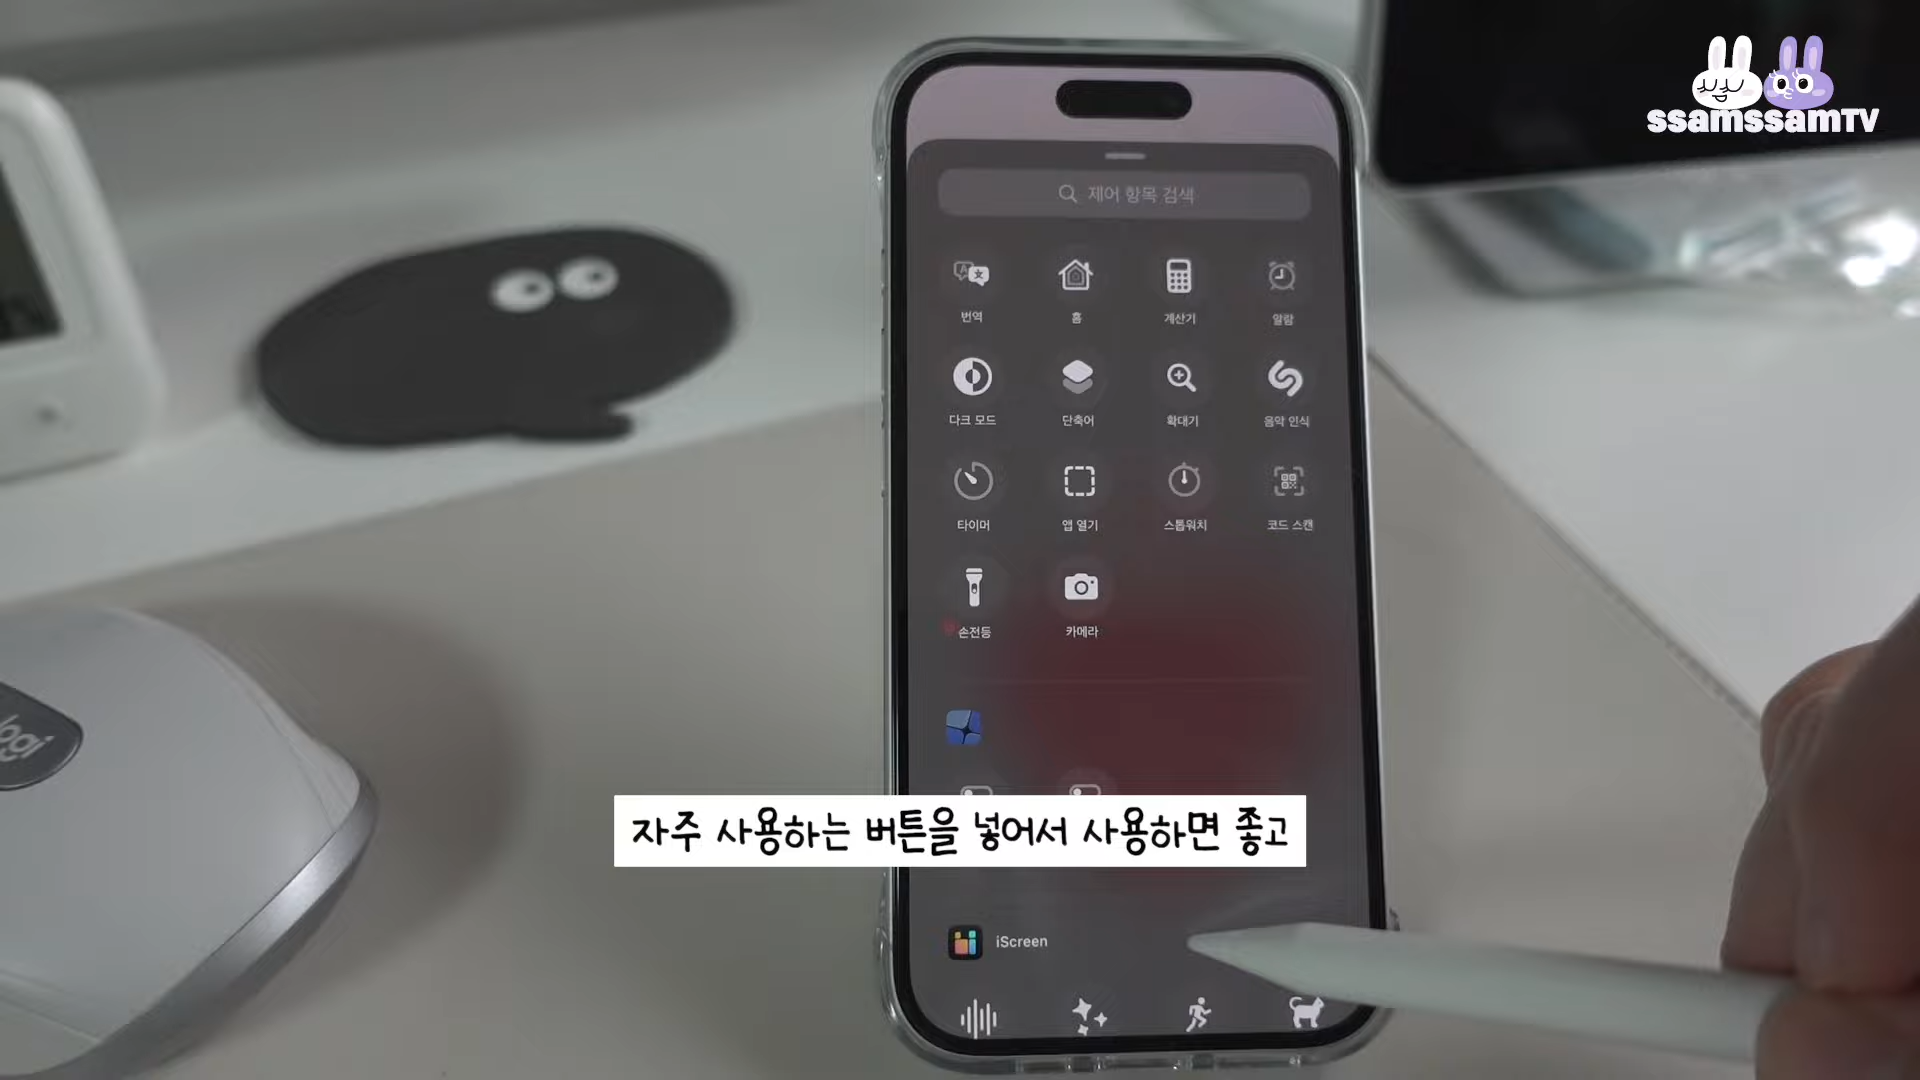 ssamssamTV
제어 항목 검색
번역
홈
계산기
알람
다크 모드
단축어
확대기
음악 인식
타이머
앱 열기
스톱워치
코드 스캔
손전등
카메라
logi
자주 사용하는 버튼을 넣어서 사용하면 좋고
iScreen